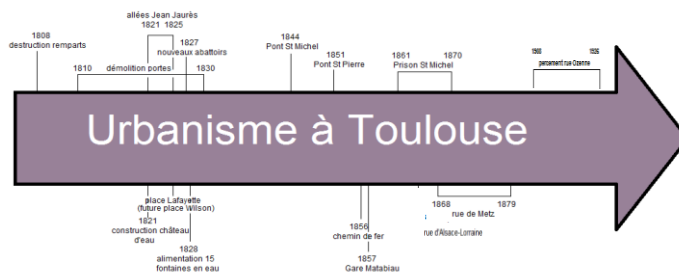 allées Jean Jaurès
1821 1825
1808
destruction remparts
1827
nouveaux abattoirs
1844
Pont St Michel
1851
Pont St Pierre
1861 1870
Prison St Michel
percement rue Ozenne
1810 démolition portes 1830
Urbanisme à Toulouse
place Lafayette
(future place Wilson)
1821
construction château
d'eau
1828
alimentation 15
fontaines en eau
1856
chemin de fer
1857
Gare Matabiau
1868 1879
rue de Metz
rue d'Alsace-Lorraine